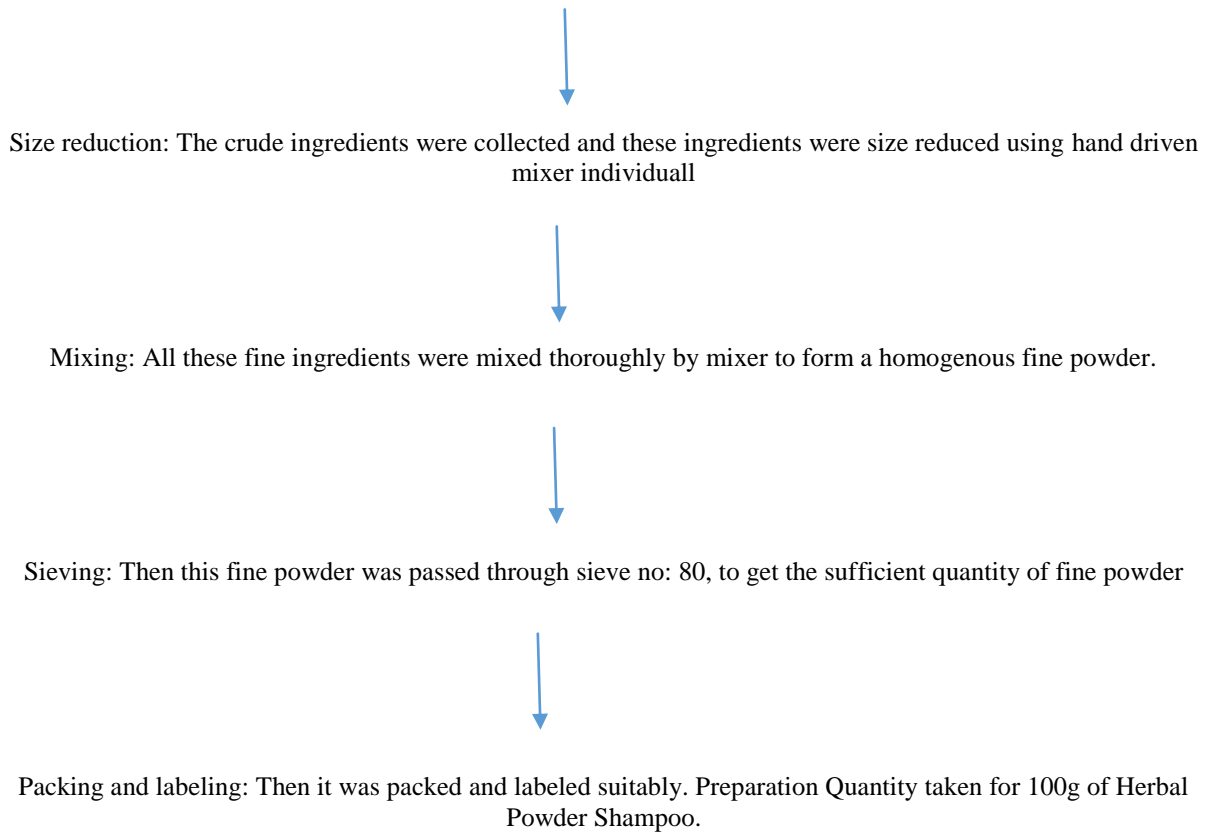 Size reduction: The crude ingredients were collected and these ingredients were size reduced using hand driven
mixer individuall
Mixing: All these fine ingredients were mixed thoroughly by mixer to form a homogenous fine powder.
Sieving: Then this fine powder was passed through sieve no: 80, to get the sufficient quantity of fine powder
Packing and labeling: Then it was packed and labeled suitably. Preparation Quantity taken for 100g of Herbal
Powder Shampoo.